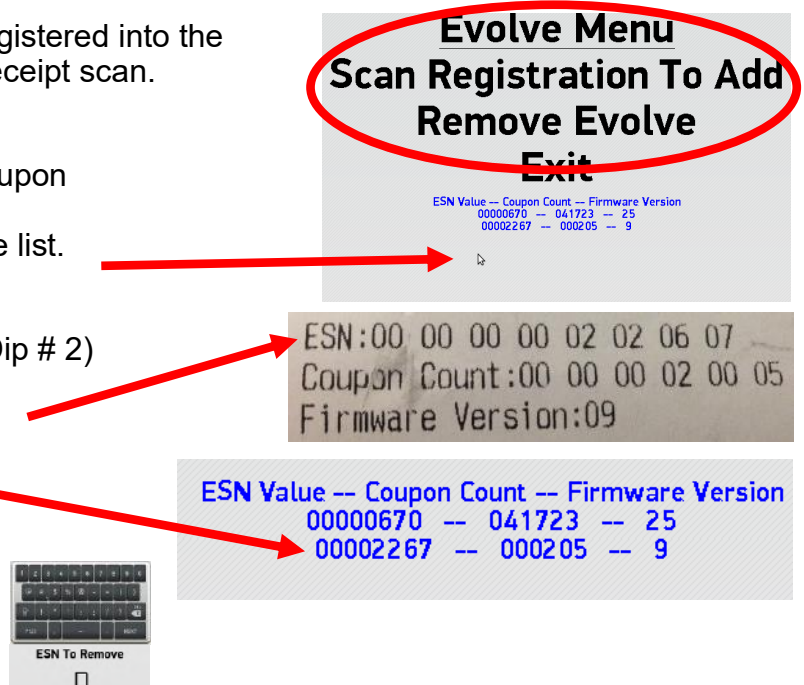 gistered into the
eceipt scan.
upon
e list.
Dip # 2)
Evolve Menu
Scan Registration To Add
Remove Evolve
Exit
ESN Value -- Coupon Count -- Firmware Version
00000670 -- 041723 -- 25
00002267 -- 000205 -- 9
ESN:00 00 00 00 02 02 06 07
Coupon Count:00 00 00 02 00 05
Firmware Version:09
ESN Value -- Coupon Count -- Firmware Version
00000670 -- 041723 -- 25
00002267 -- 000205 -- 9
ESN To Remove